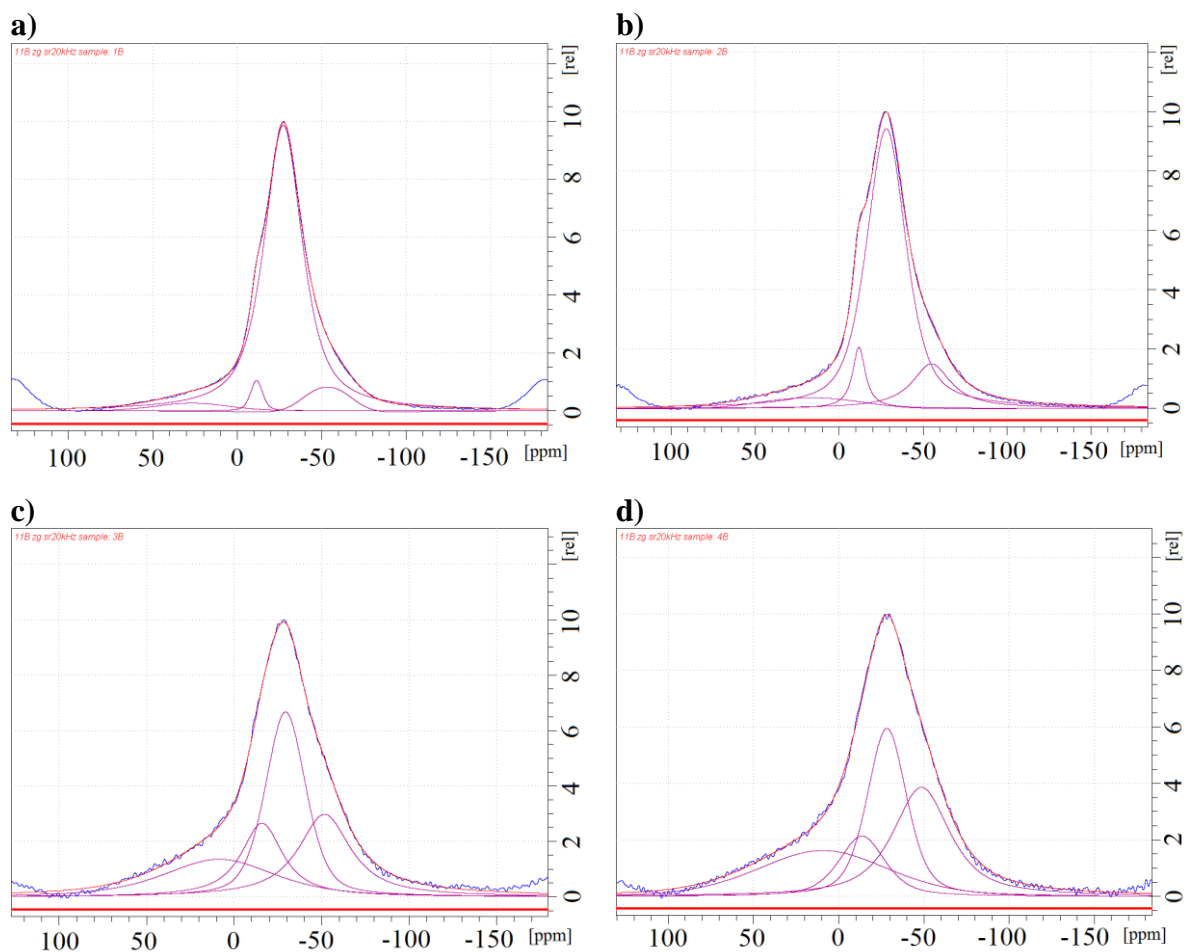 a)
11B zg sr20kHz sample: 1B
[rel]
10
8
6
4
2
0
100 50 0 -50 -100 -150 [ppm]
b)
11B zg sr20kHz sample: 2B
[rel]
10
8
6
4
2
0
100 50 0 -50 -100 -150 [ppm]
c)
11B zg sr20kHz sample: 3B
[rel]
10
8
6
4
2
0
100 50 0 -50 -100 -150 [ppm]
d)
11B zg sr20kHz sample: 4B
[rel]
10
8
6
4
2
0
100 50 0 -50 -100 -150 [ppm]